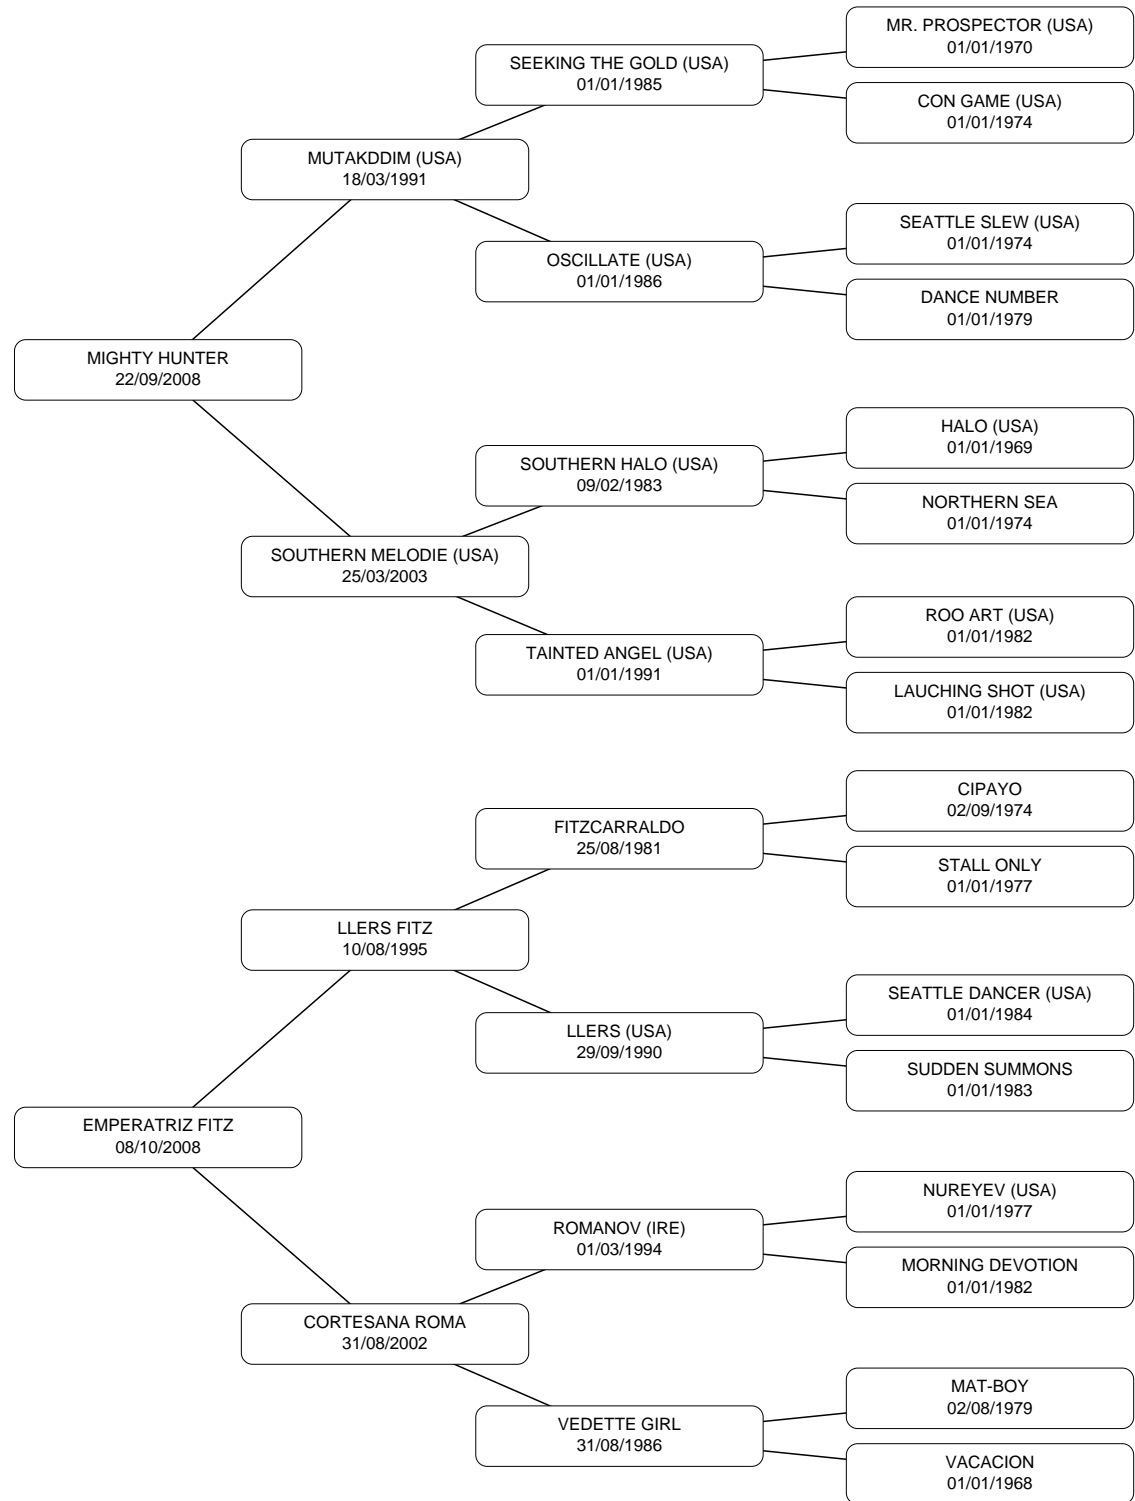 MR. PROSPECTOR (USA)
01/01/1970
SEEKING THE GOLD (USA)
01/01/1985
CON GAME (USA)
01/01/1974
MUTAKDDIM (USA)
18/03/1991
SEATTLE SLEW (USA)
01/01/1974
OSCILLATE (USA)
01/01/1986
DANCE NUMBER
01/01/1979
MIGHTY HUNTER
22/09/2008
HALO (USA)
01/01/1969
SOUTHERN HALO (USA)
09/02/1983
NORTHERN SEA
01/01/1974
SOUTHERN MELODIE (USA)
25/03/2003
ROO ART (USA)
01/01/1982
TAINTED ANGEL (USA)
01/01/1991
LAUCHING SHOT (USA)
01/01/1982
CIPAYO
02/09/1974
FITZCARRALDO
25/08/1981
STALL ONLY
01/01/1977
LLERS FITZ
10/08/1995
SEATTLE DANCER (USA)
01/01/1984
LLERS (USA)
29/09/1990
SUDDEN SUMMONS
01/01/1983
EMPERATRIZ FITZ
08/10/2008
NUREYEV (USA)
01/01/1977
ROMANOV (IRE)
01/03/1994
MORNING DEVOTION
01/01/1982
CORTESANA ROMA
31/08/2002
MAT-BOY
02/08/1979
VEDETTE GIRL
31/08/1986
VACACION
01/01/1968